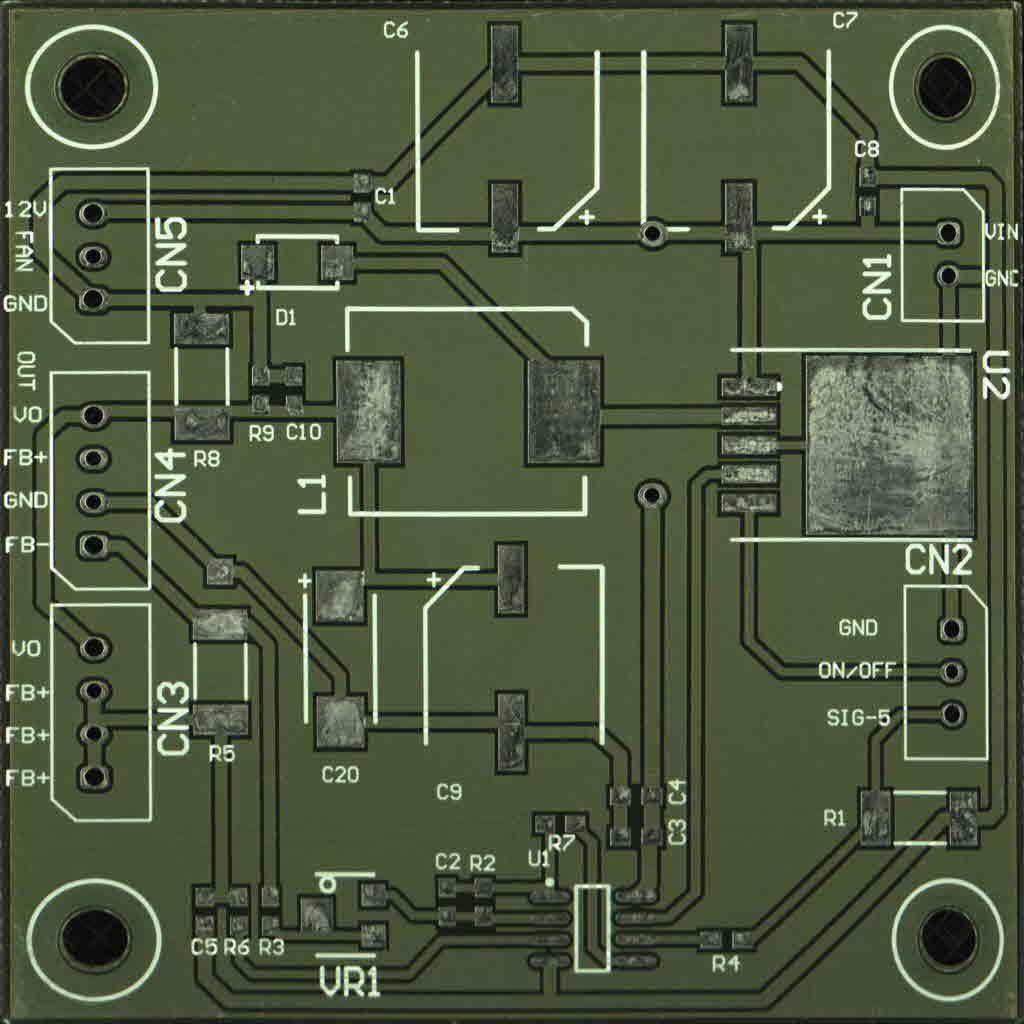 C6
C7
C8
C1
12V
FAN
GND
CN5
VIN
GND
CN1
D1
OUT
VO
FB+
GND
FB-
CN4
R8
R9
C10
L1
U2
CN2
GND
ON/OFF
SIG-5
VO
FB+
FB+
FB+
CN3
R5
C20
C9
C4
C3
R1
R7
U1
C2
R2
C5
R6
R3
VR1
R4